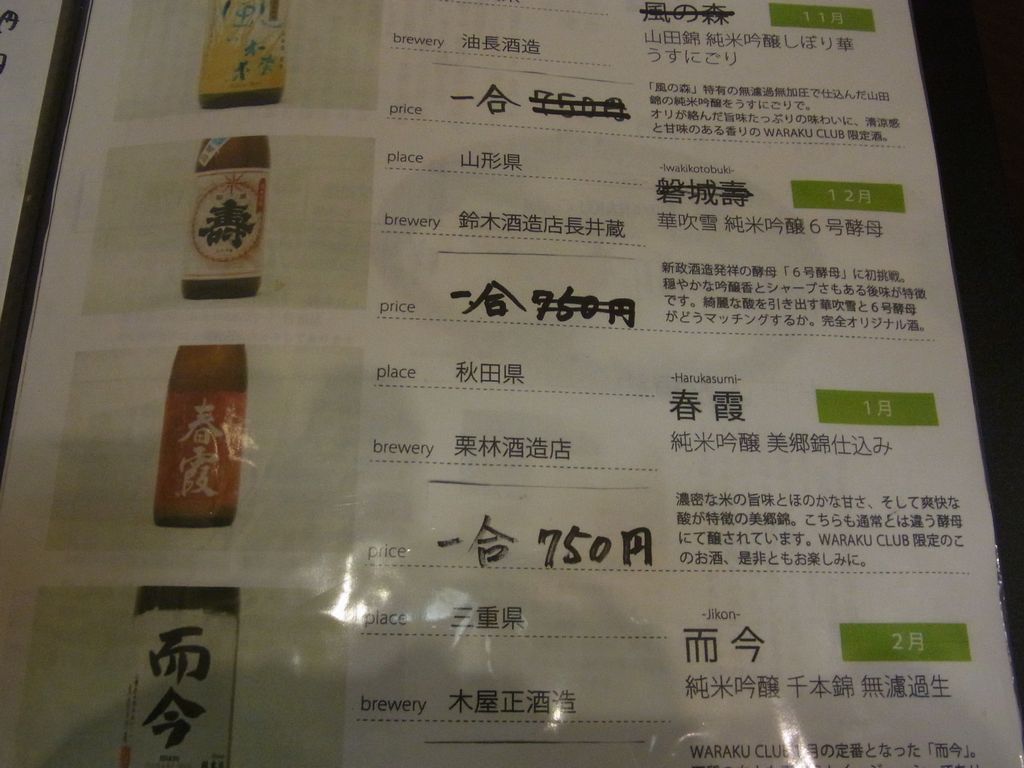 風の森
11月
brewery 油長酒造
山田錦 純米吟醸しぼり華
うすにごり
price 一合 750円
「風の森」特有の無濾過無加圧で仕込んだ山田
錦の純米吟醸をうすにごりで。
オリが絡んだ旨味たっぷりの味わいに、清涼感
と甘味のある香りの WARAKU CLUB 限定酒。
place 山形県
-Iwakikotobuki-
磐城壽
12月
brewery 鈴木酒造店長井蔵
華吹雪 純米吟醸６号酵母
price 一合 750円
新政酒造発祥の酵母「６号酵母」に初挑戦。
穏やかな吟醸香とシャープさもある後味が特徴
です。綺麗な酸を引き出す華吹雪と６号酵母
がどうマッチングするか。完全オリジナル酒。
壽
place 秋田県
-Harukasumi-
春霞
1月
brewery 栗林酒造店
純米吟醸 美郷錦仕込み
price 一合 750円
濃密な米の旨味とほのかな甘さ、そして爽快な
酸が特徴の美郷錦。こちらも通常とは違う酵母
にて醸されています。WARAKU CLUB 限定のこ
のお酒、是非ともお楽しみに。
春霞
place 三重県
-Jikon-
而今
2月
brewery 木屋正酒造
純米吟醸 千本錦 無濾過生
WARAKU CLUB 1月の定番となった「而今」。
而今